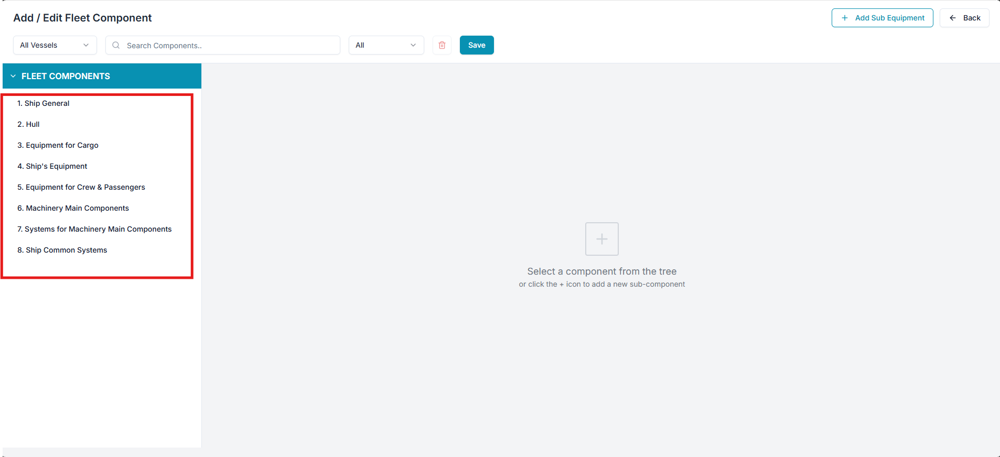 Add / Edit Fleet Component
+ Add Sub Equipment
← Back
All Vessels
Search Components..
All
Save
FLEET COMPONENTS
1. Ship General
2. Hull
3. Equipment for Cargo
4. Ship's Equipment
5. Equipment for Crew & Passengers
6. Machinery Main Components
7. Systems for Machinery Main Components
8. Ship Common Systems
Select a component from the tree
or click the + icon to add a new sub-component